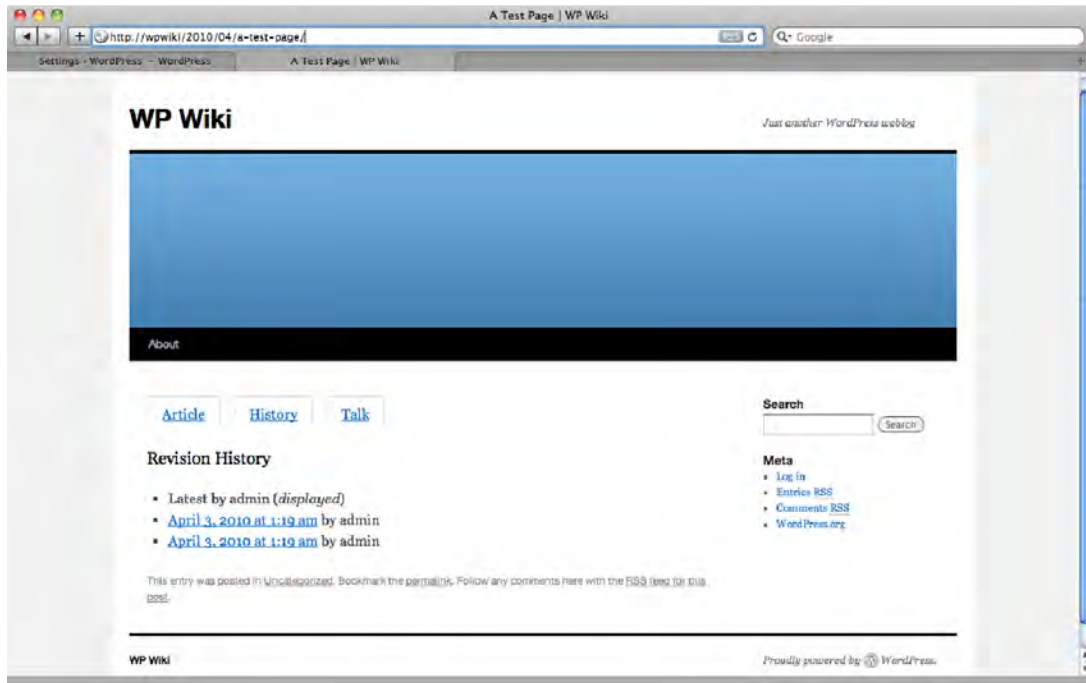 A Test Page | WP Wiki
http://wpwiki/2010/04/a-test-page/
Google
Settings - WordPress — WordPress
A Test Page | WP Wiki
WP Wiki
Just another WordPress weblog
About
Article
History
Talk
Revision History
Latest by admin (displayed)
April 3, 2010 at 1:19 am by admin
April 3, 2010 at 1:19 am by admin
This entry was posted in Uncategorized. Bookmark the permalink. Follow any comments here with the RSS feed for this
post.
Search
Search
Meta
Log in
Entries RSS
Comments RSS
WordPress.org
WP Wiki
Proudly powered by WordPress.